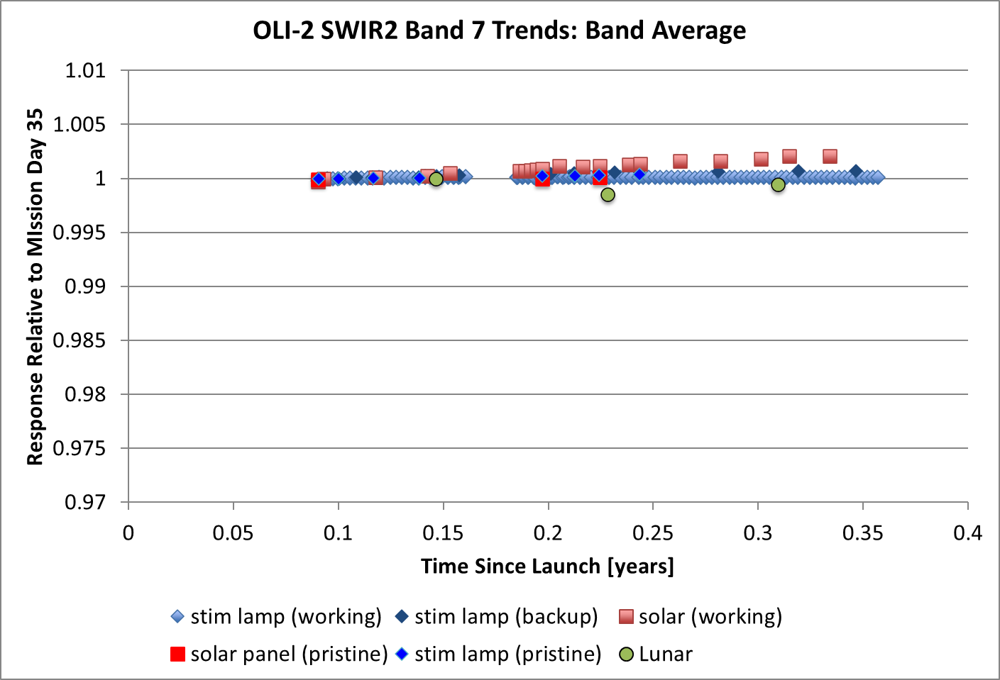 OLI-2 SWIR2 Band 7 Trends: Band Average
Response Relative to MIssion Day 35
1.01
1.005
1
0.995
0.99
0.985
0.98
0.975
0.97
0 0.05 0.1 0.15 0.2 0.25 0.3 0.35 0.4
Time Since Launch [years]
stim lamp (working) stim lamp (backup) solar (working)
solar panel (pristine) stim lamp (pristine) Lunar